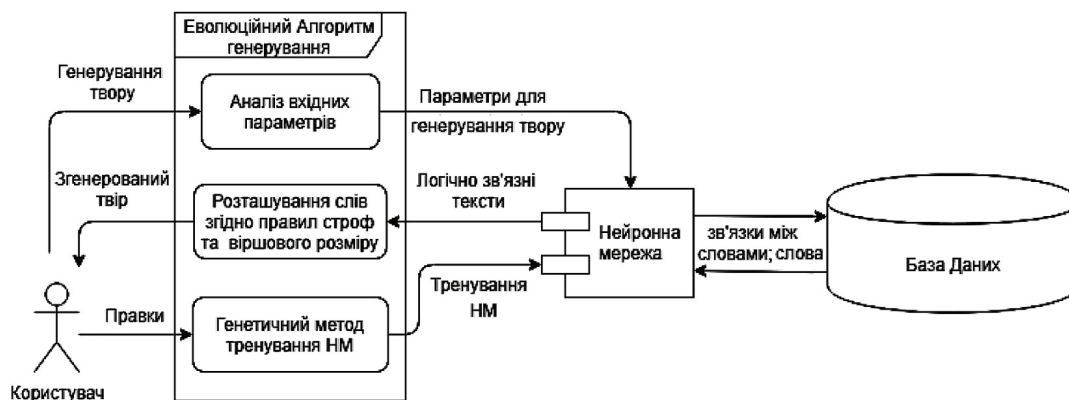 Еволюційний Алгоритм
генерування
Генерування
твору
Аналіз вхідних
параметрів
Параметри для
генерування твору
Згенерований
твір
Розташування слів
згідно правил строф
та віршового розміру
Логічно зв'язні
тексти
Нейронна
мережа
зв'язки між
словами; слова
База Даних
Тренування
НМ
Правки
Генетичний метод
тренування НМ
Користувач